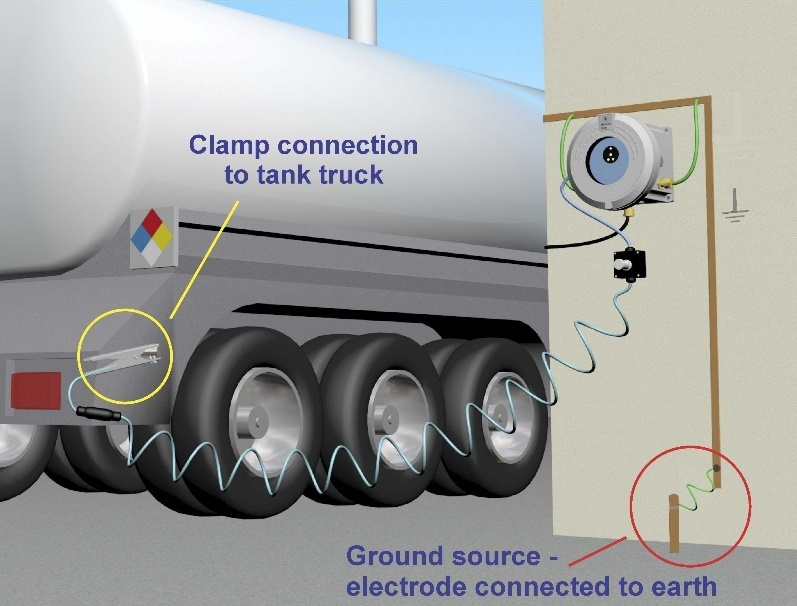 Clamp connection
to tank truck
Ground source -
electrode connected to earth